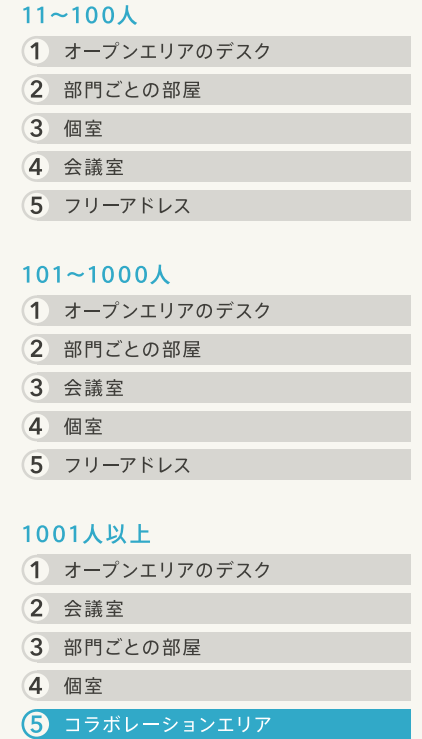 11〜100人
1 オープンエリアのデスク
2 部門ごとの部屋
3 個室
4 会議室
5 フリーアドレス
101〜1000人
1 オープンエリアのデスク
2 部門ごとの部屋
3 会議室
4 個室
5 フリーアドレス
1001人以上
1 オープンエリアのデスク
2 会議室
3 部門ごとの部屋
4 個室
5 コラボレーションエリア